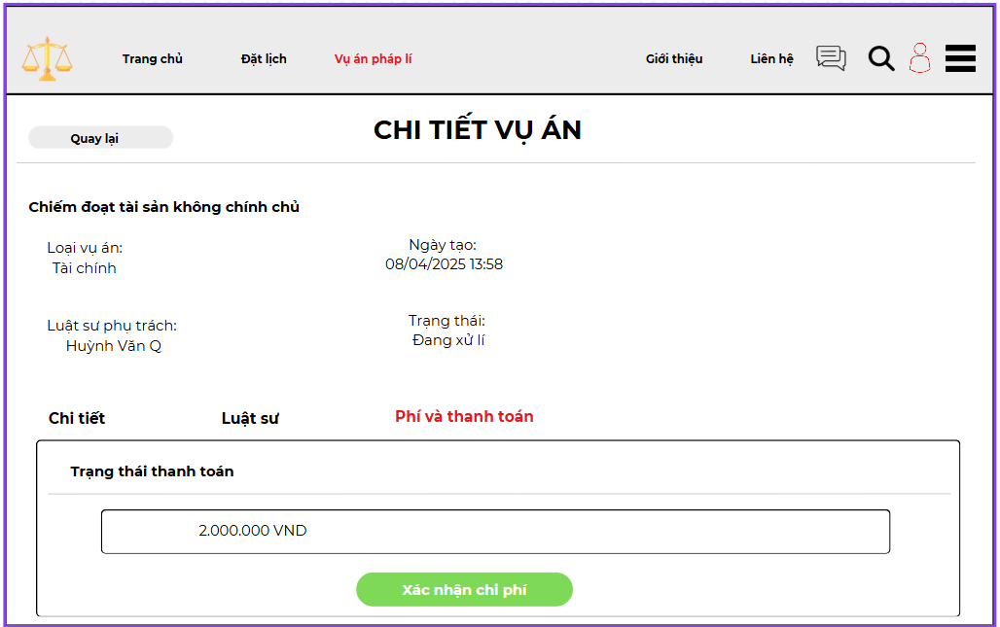 Trang chủ
Đặt lịch
Vụ án pháp lí
Giới thiệu
Liên hệ
Quay lại
CHI TIẾT VỤ ÁN
Chiếm đoạt tài sản không chính chủ
Loại vụ án:
Tài chính
Ngày tạo:
08/04/2025 13:58
Luật sư phụ trách:
Huỳnh Văn Q
Trạng thái:
Đang xử lí
Chi tiết
Luật sư
Phí và thanh toán
Trạng thái thanh toán
2.000.000 VND
Xác nhận chi phí